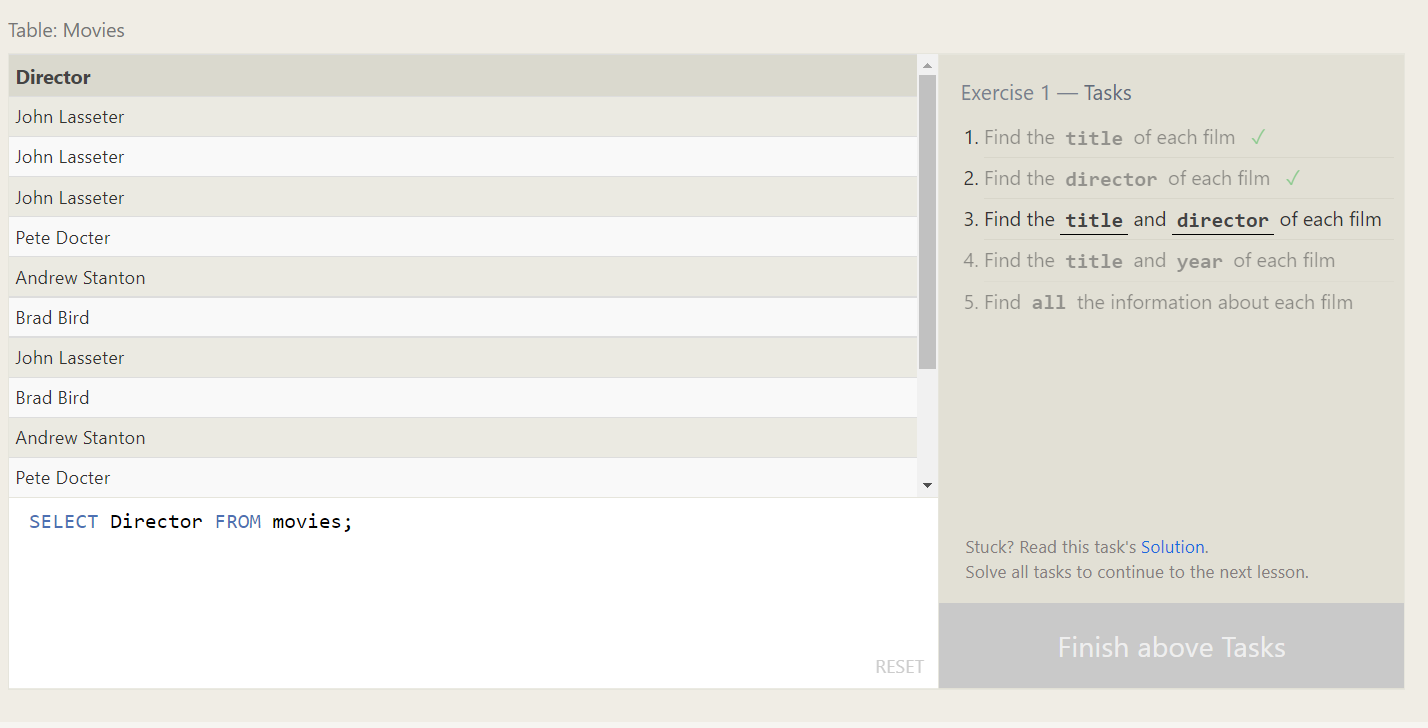 Table: Movies
Director
John Lasseter
John Lasseter
John Lasseter
Pete Docter
Andrew Stanton
Brad Bird
John Lasseter
Brad Bird
Andrew Stanton
Pete Docter
SELECT Director FROM movies;
RESET
Exercise 1 — Tasks
1. Find the title of each film ✓
2. Find the director of each film ✓
3. Find the title and director of each film
4. Find the title and year of each film
5. Find all the information about each film
Stuck? Read this task's Solution.
Solve all tasks to continue to the next lesson.
Finish above Tasks